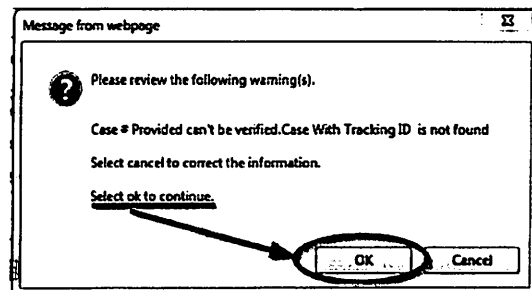 Message from webpage
Please review the following warning(s).
Case # Provided can't be verified.Case With Tracking ID is not found
Select cancel to correct the information.
Select ok to continue.
OK Cancel